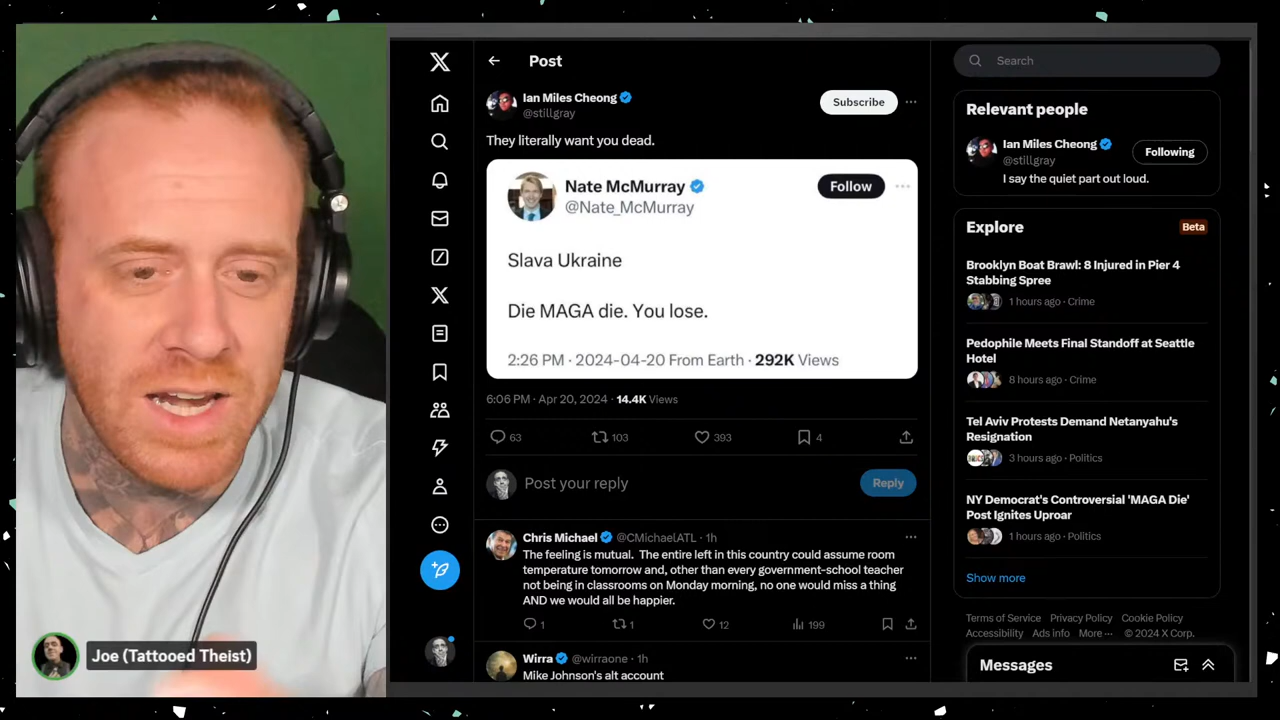 Post
Ian Miles Cheong
@stillgray
Subscribe
They literally want you dead.
Nate McMurray
@Nate_McMurray
Follow
Slava Ukraine
Die MAGA die. You lose.
2:26 PM · 2024-04-20 From Earth · 292K Views
6:06 PM · Apr 20, 2024 · 14.4K Views
63 103 393 4
Post your reply
Reply
Chris Michael @CMichaelATL · 1h
The feeling is mutual. The entire left in this country could assume room
temperature tomorrow and, other than every government-school teacher
not being in classrooms on Monday morning, no one would miss a thing
AND we would all be happier.
1 1 12 199
Wirra @wirraone · 1h
Mike Johnson's alt account
Search
Relevant people
Ian Miles Cheong
@stillgray
Following
I say the quiet part out loud.
Explore
Beta
Brooklyn Boat Brawl: 8 Injured in Pier 4
Stabbing Spree
1 hours ago · Crime
Pedophile Meets Final Standoff at Seattle
Hotel
8 hours ago · Crime
Tel Aviv Protests Demand Netanyahu's
Resignation
3 hours ago · Politics
NY Democrat's Controversial 'MAGA Die'
Post Ignites Uproar
1 hours ago · Politics
Show more
Terms of Service Privacy Policy Cookie Policy
Accessibility Ads info More ··· © 2024 X Corp.
Messages
Joe (Tattooed Theist)